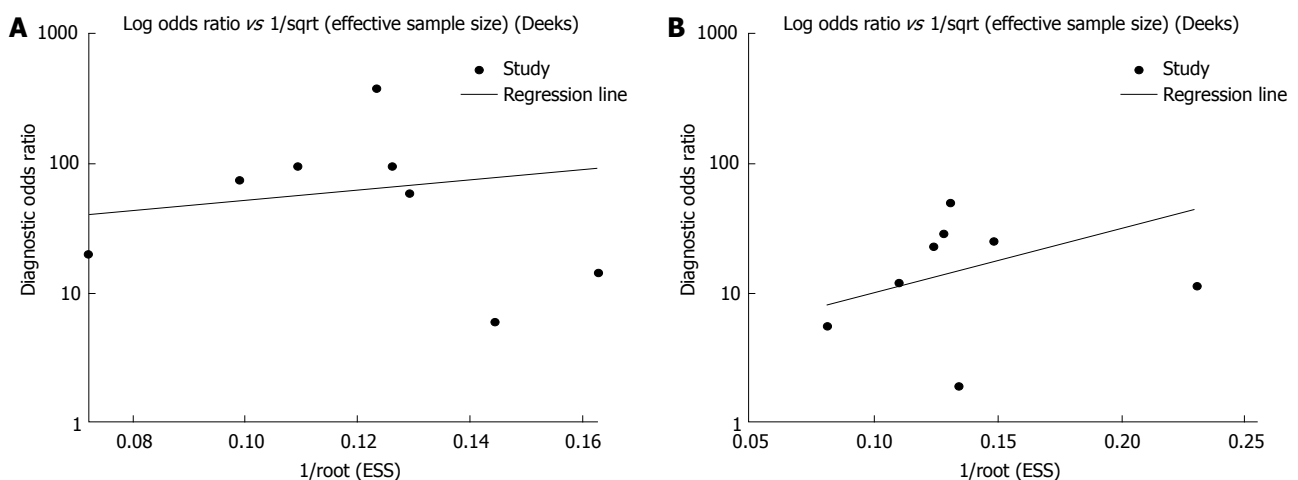 A
Log odds ratio vs 1/sqrt (effective sample size) (Deeks)
1000
100
10
1
Diagnostic odds ratio
Study
Regression line
0.08 0.10 0.12 0.14 0.16
1/root (ESS)
B
Log odds ratio vs 1/sqrt (effective sample size) (Deeks)
1000
100
10
1
Diagnostic odds ratio
Study
Regression line
0.05 0.10 0.15 0.20 0.25
1/root (ESS)